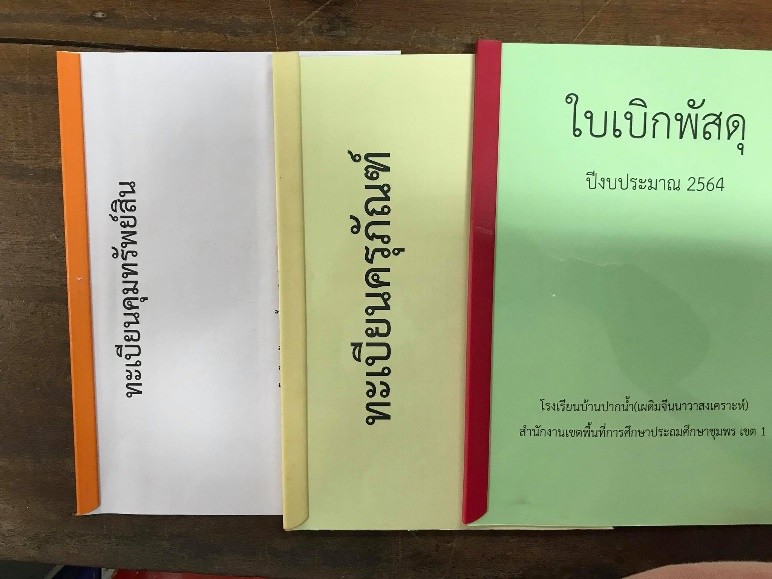 ทะเบียนคุมทรัพย์สิน
ทะเบียนครุภัณฑ์
ใบเบิกพัสดุ
ปีงบประมาณ 2564
โรงเรียนบ้านปากน้ำ(เผดิมจีนนาวาสงเคราะห์)
สำนักงานเขตพื้นที่การศึกษาประถมศึกษาชุมพร เขต 1